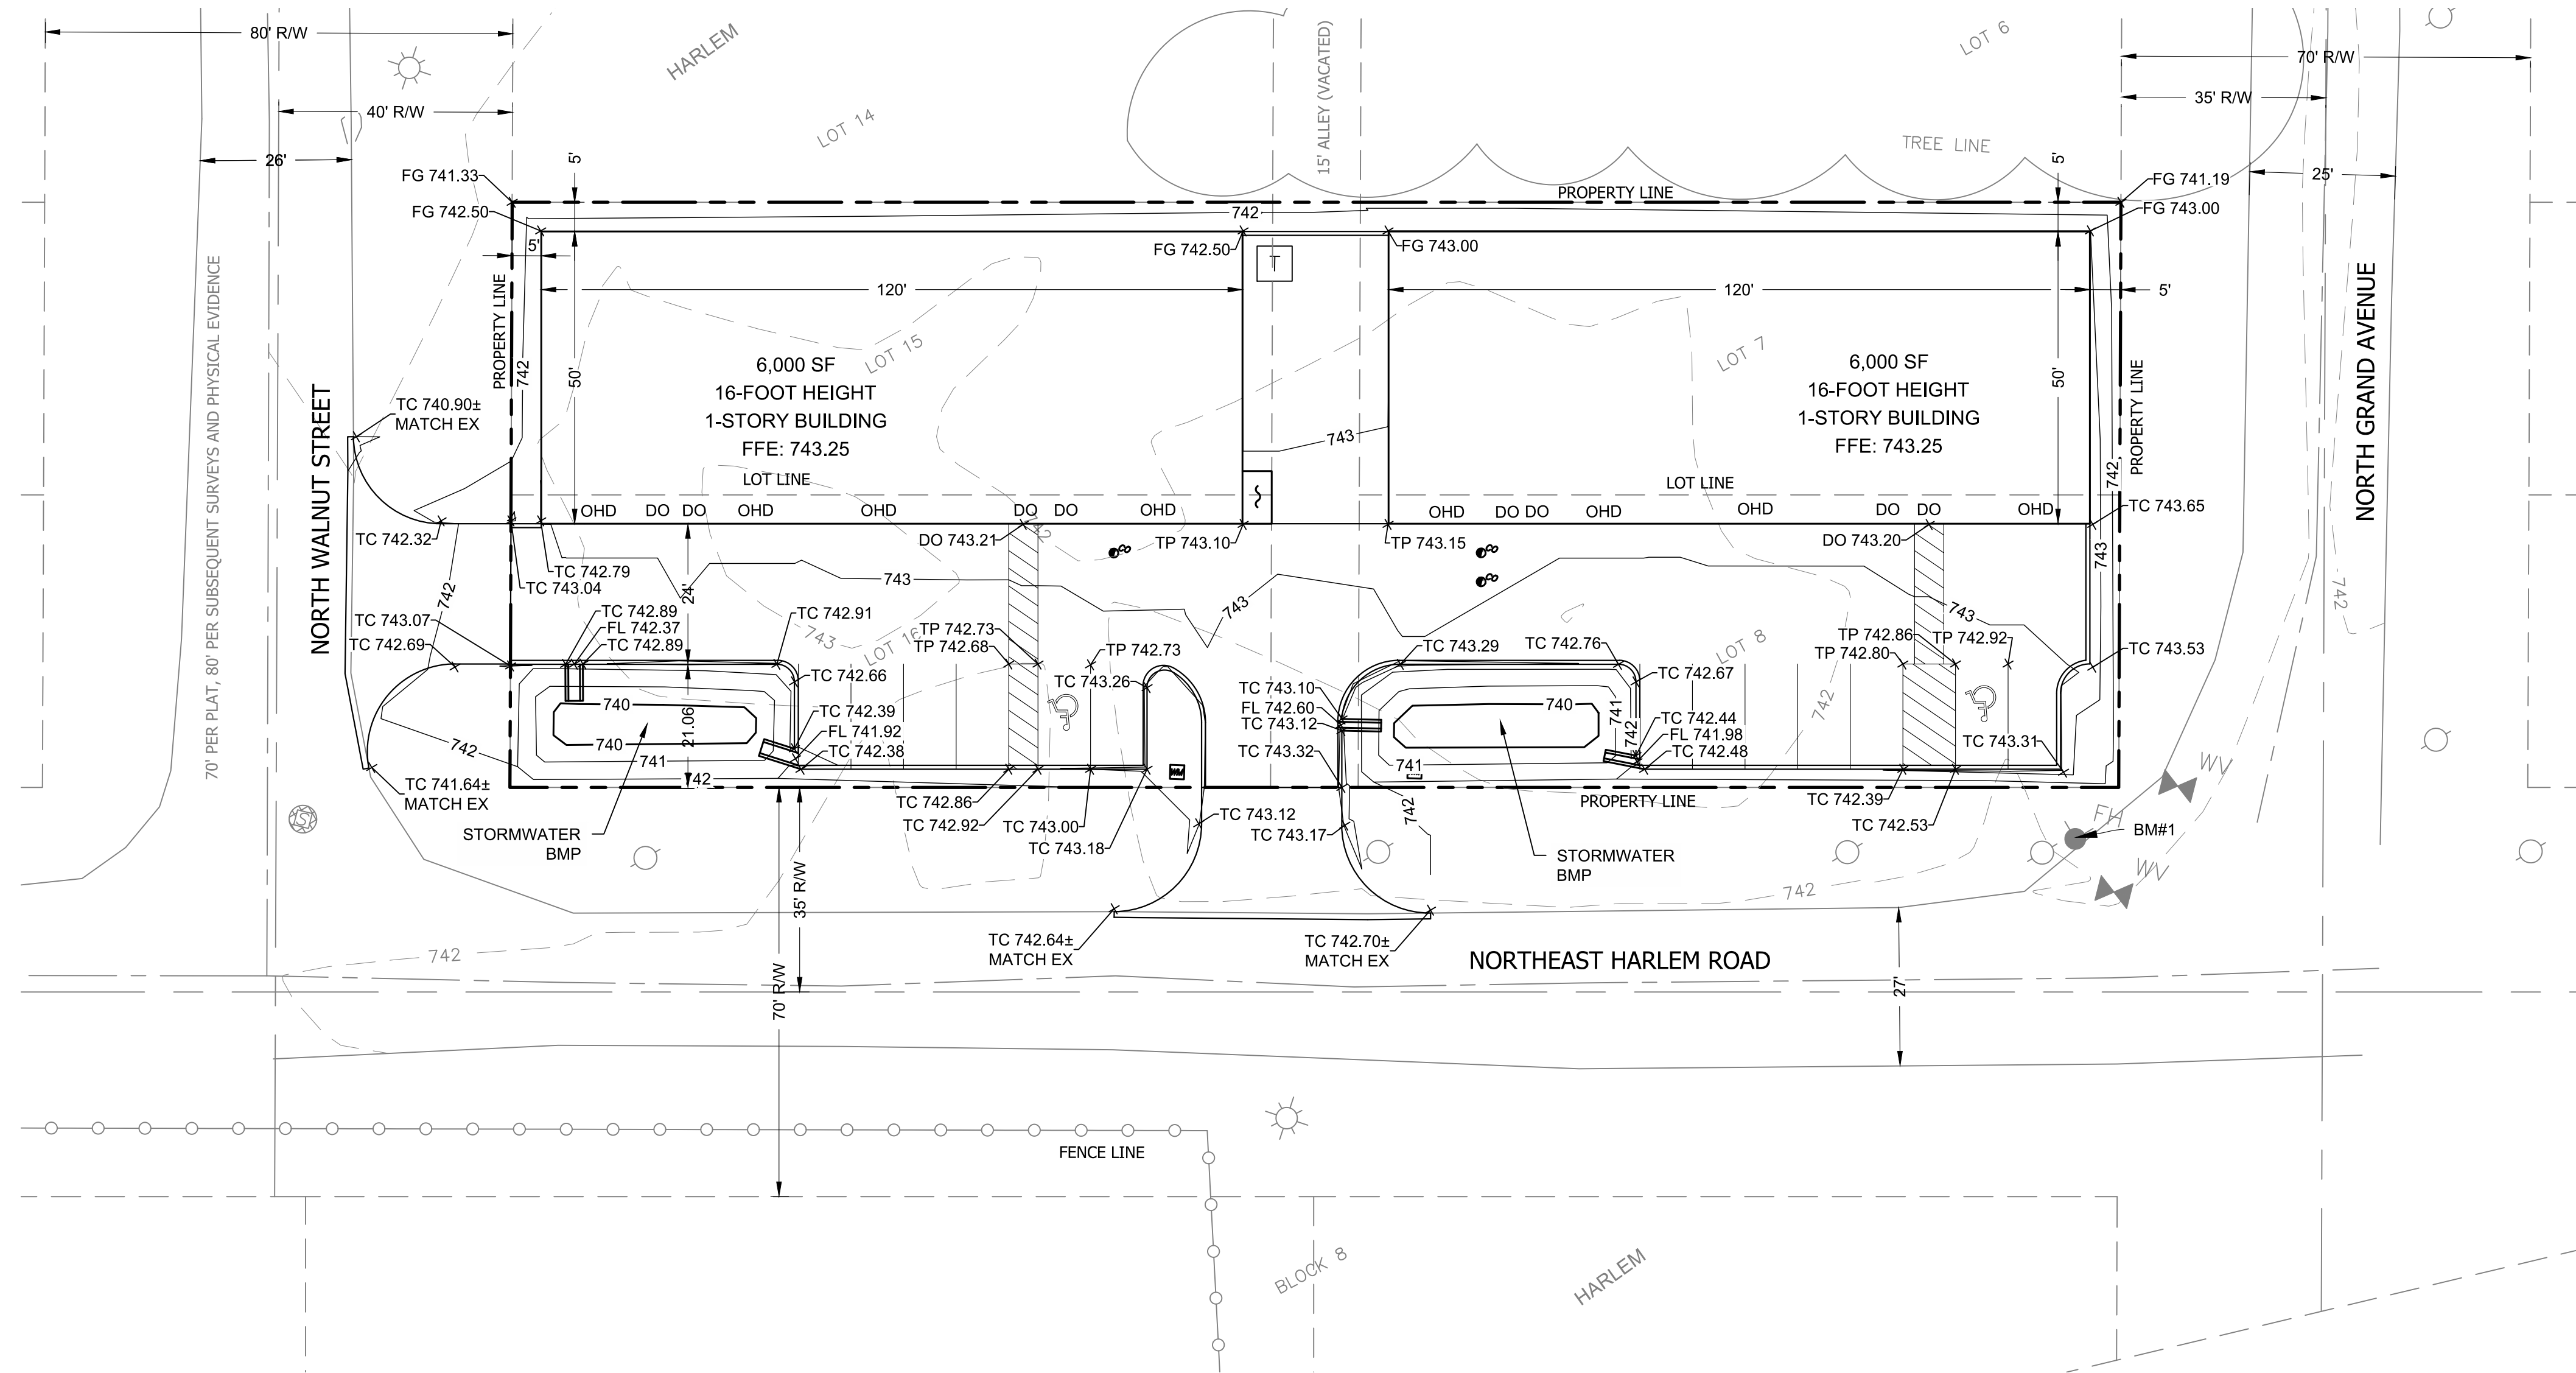 80' R/W
HARLEM
LOT 6
70' R/W
40' R/W
35' R/W
LOT 14
15' ALLEY (VACATED)
TREE LINE
26'
5'
5'
25'
FG 741.33
PROPERTY LINE
FG 741.19
FG 742.50
742
FG 743.00
5'
FG 742.50
FG 743.00
T
120'
120'
5'
PROPERTY LINE
742
50'
LOT 15
LOT 7
50'
PROPERTY LINE
70' PER PLAT, 80' PER SUBSEQUENT SURVEYS AND PHYSICAL EVIDENCE
NORTH WALNUT STREET
NORTH GRAND AVENUE
6,000 SF
16-FOOT HEIGHT
1-STORY BUILDING
FFE: 743.25
6,000 SF
16-FOOT HEIGHT
1-STORY BUILDING
FFE: 743.25
TC 740.90±
MATCH EX
743
LOT LINE
LOT LINE
742
OHD DO DO OHD OHD DO DO OHD
OHD DO DO OHD OHD DO DO OHD
TC 743.65
TC 742.32
DO 743.21
42
TP 743.10
TP 743.15
DO 743.20
TC 742.79
TC 743.04
742
24'
743
743
743
743
742
TC 743.07
TC 742.69
TC 742.89
FL 742.37
TC 742.89
TC 742.91
743
LOT 16
TP 742.73
TP 742.68
TP 742.73
TC 743.29
TC 742.76
LOT 8
TP 742.86
TP 742.92
TP 742.80
TC 743.53
TC 742.66
TC 743.26
TC 742.67
TC 743.10
FL 742.60
TC 743.12
TC 743.32
740
740
21.06
TC 742.39
FL 741.92
TC 742.38
740
741
742
TC 742.44
FL 741.98
TC 742.48
742
TC 743.31
742
741
742
741
WM
WV
TC 741.64±
MATCH EX
TC 742.86
TC 742.92
TC 743.00
TC 743.18
TC 743.12
TC 743.17
742
PROPERTY LINE
TC 742.39
TC 742.53
FH
BM#1
S
STORMWATER
BMP
STORMWATER
BMP
WV
35' R/W
742
742
TC 742.64±
MATCH EX
TC 742.70±
MATCH EX
NORTHEAST HARLEM ROAD
70' R/W
27'
FENCE LINE
BLOCK 8
HARLEM